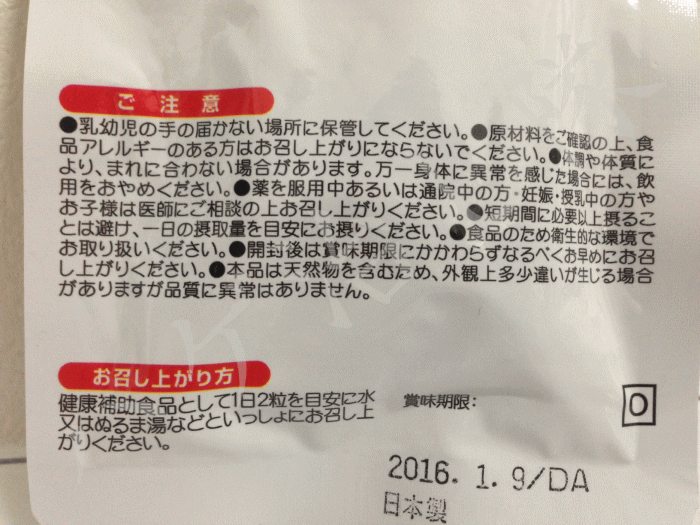 ご注意
●乳幼児の手の届かない場所に保管してください。●原材料をご確認の上、食
品アレルギーのある方はお召し上がりにならないでください。●体調や体質に
より、まれに合わない場合があります。万一身体に異常を感じた場合には、飲
用をおやめください。●薬を服用中あるいは通院中の方・妊娠・授乳中の方や
お子様は医師にご相談の上お召し上がりください。●短期間に必要以上摂るこ
とは避け、一日の摂取量を目安にお摂りください。●食品のため衛生的な環境で
お取り扱いください。●開封後は賞味期限にかかわらずなるべくお早めにお召
し上がりください。●本品は天然物を含むため、外観上多少違いが生じる場合
がありますが品質に異常はありません。
お召し上がり方
健康補助食品として1日2粒を目安に水
又はぬるま湯などといっしょにお召し上
がりください。
賞味期限:
D
2016. 1. 9/DA
日本製